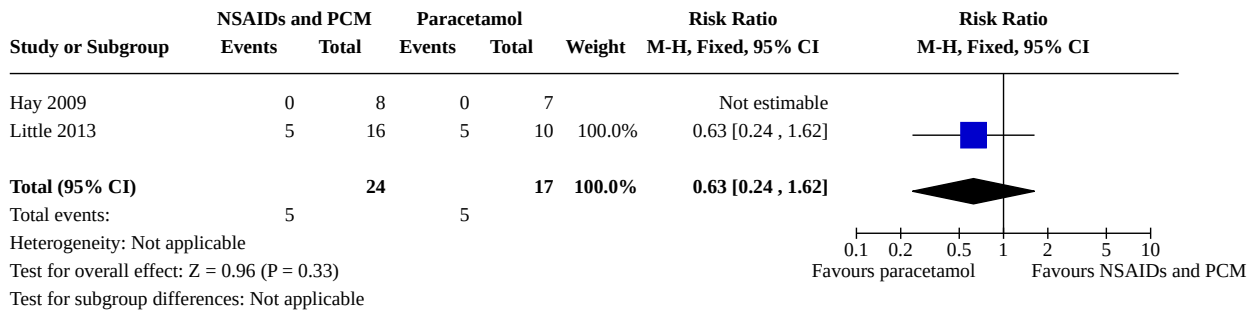 NSAIDs and PCM Paracetamol Risk Ratio Risk Ratio
Study or Subgroup Events Total Events Total Weight M-H, Fixed, 95% CI M-H, Fixed, 95% CI
Hay 2009 0 8 0 7 Not estimable
Little 2013 5 16 5 10 100.0% 0.63 [0.24 , 1.62]
Total (95% CI) 24 17 100.0% 0.63 [0.24 , 1.62]
Total events: 5 5
Heterogeneity: Not applicable
Test for overall effect: Z = 0.96 (P = 0.33)
Test for subgroup differences: Not applicable
0.1 0.2 0.5 1 2 5 10
Favours paracetamol Favours NSAIDs and PCM